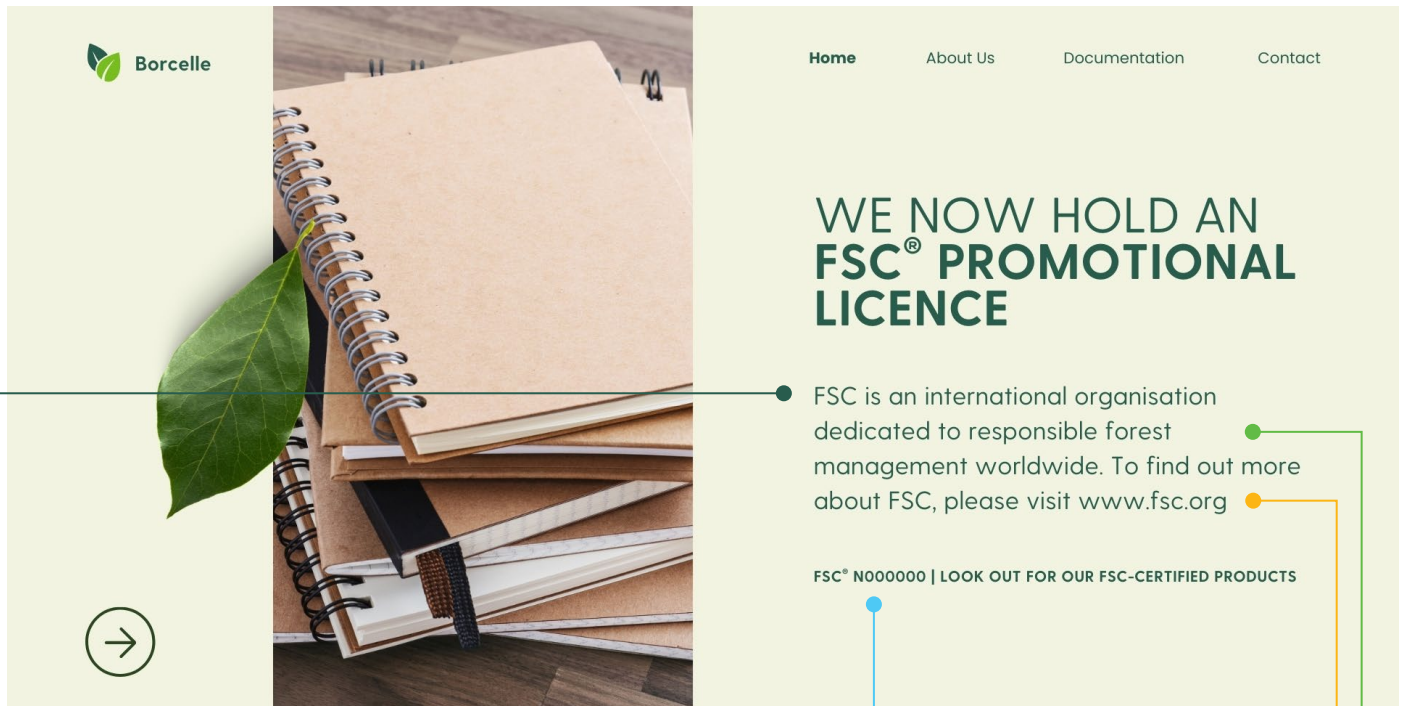 Borcelle
Home About Us Documentation Contact
WE NOW HOLD AN
FSC® PROMOTIONAL
LICENCE
FSC is an international organisation
dedicated to responsible forest
management worldwide. To find out more
about FSC, please visit www.fsc.org
FSC® N000000 | LOOK OUT FOR OUR FSC-CERTIFIED PRODUCTS